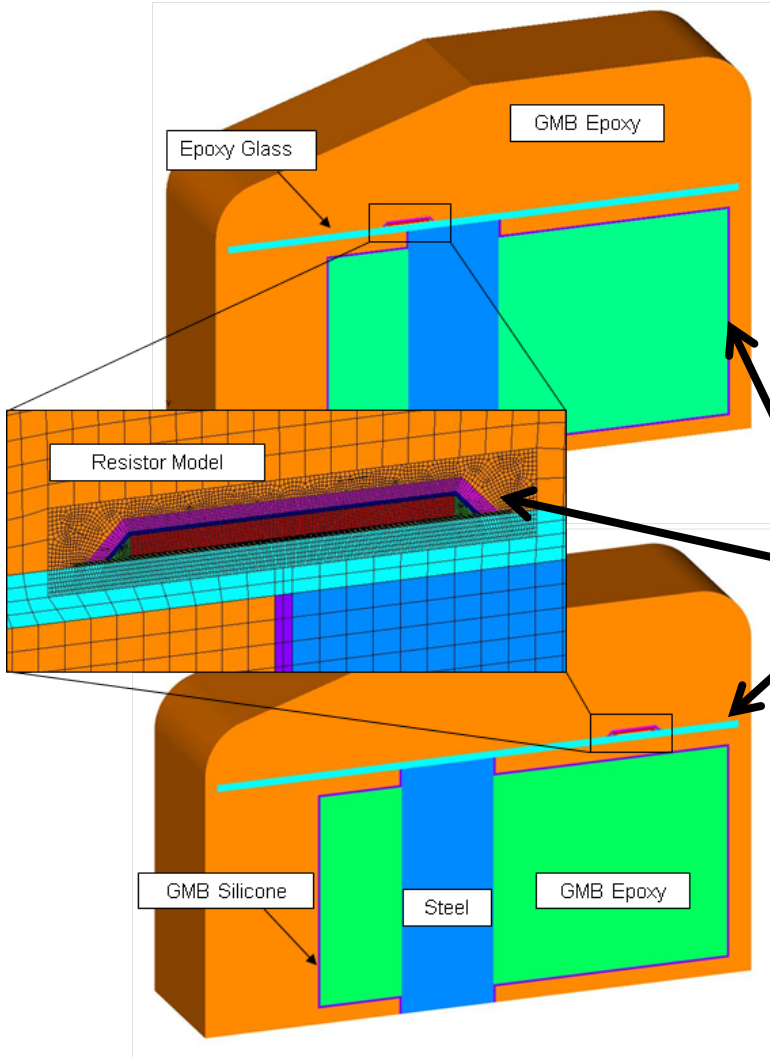 GMB Epoxy
Epoxy Glass
Y
Resistor Model
GMB Silicone
Steel
GMB Epoxy